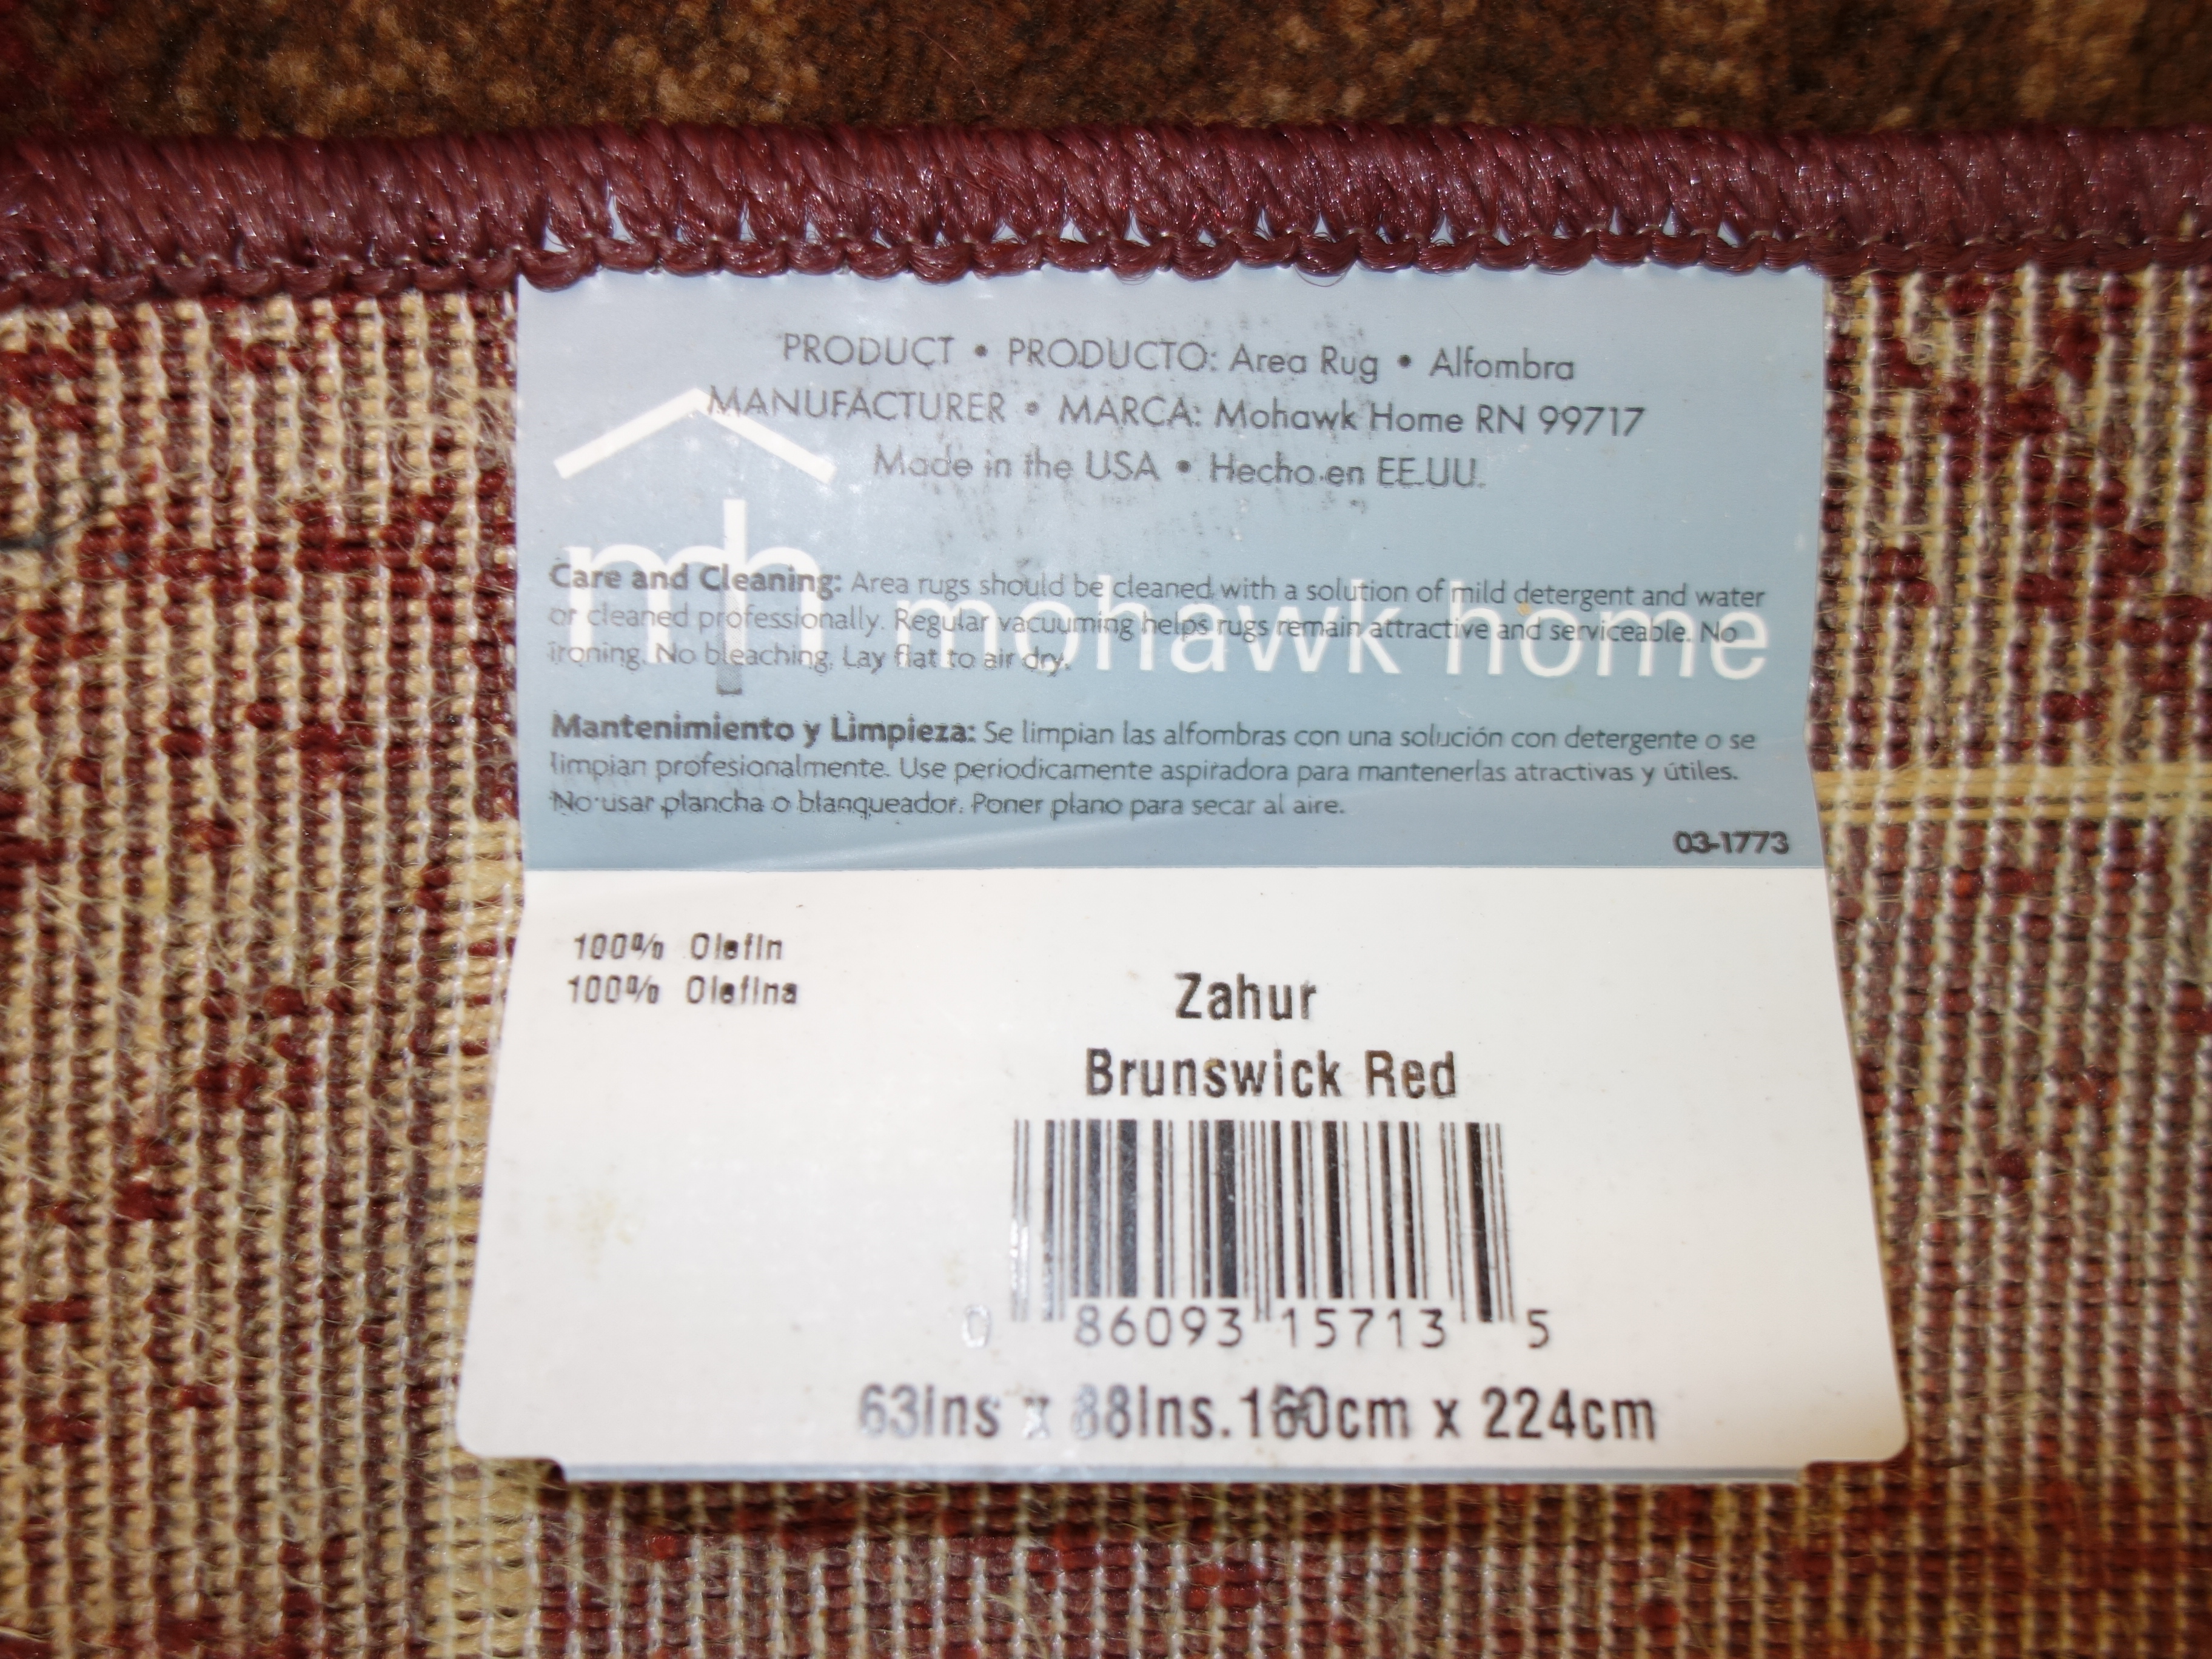 PRODUCT • PRODUCTO: Area Rug • Alfombra
MANUFACTURER • MARCA: Mohawk Home RN 99717
Made in the USA • Hecho en EE.UU.
mh mohawk home
Care and Cleaning: Area rugs should be cleaned with a solution of mild detergent and water
or cleaned professionally. Regular vacuuming helps rugs remain attractive and serviceable. No
ironing. No bleaching. Lay flat to air dry.
Mantenimiento y Limpieza: Se limpian las alfombras con una solución con detergente o se
limpian profesionalmente. Use periodicamente aspiradora para mantenerlas atractivas y útiles.
No usar plancha o blanqueador. Poner plano para secar al aire.
03-1773
100% Olefin
100% Olefina
Zahur
Brunswick Red
0 86093 15713 5
63Ins x 88Ins.160cm x 224cm